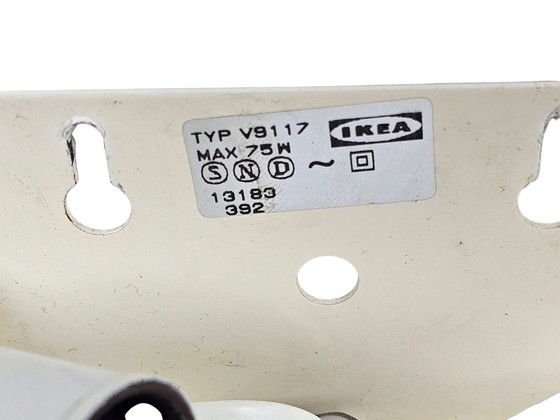 TYP V9117 IKEA
MAX 75W
S N D ~
13183
392